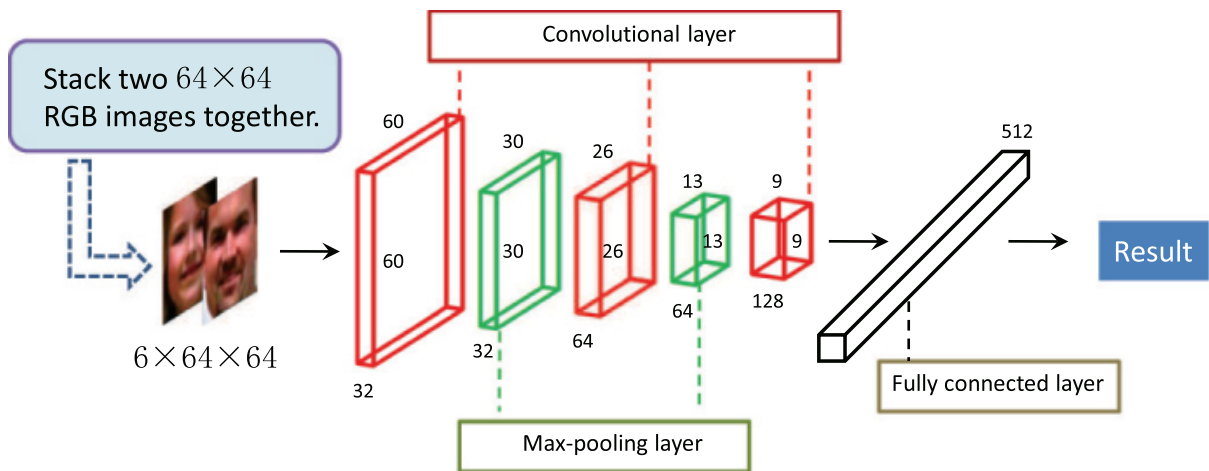 Convolutional layer
Stack two 64×64
RGB images together.
6×64×64
60
60
32
30
30
32
26
26
64
13
13
64
9
9
128
512
Result
Fully connected layer
Max-pooling layer